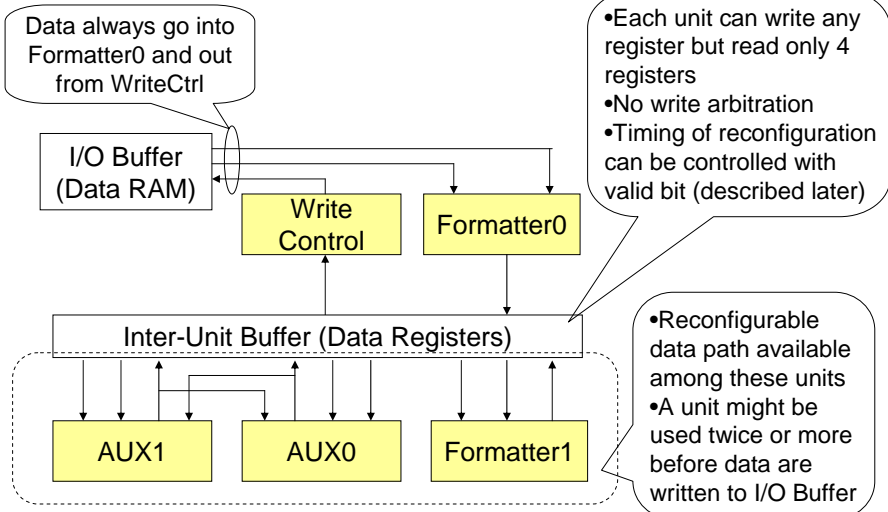 Data always go into
Formatter0 and out
from WriteCtrl
•Each unit can write any
register but read only 4
registers
•No write arbitration
•Timing of reconfiguration
can be controlled with
valid bit (described later)
I/O Buffer
(Data RAM)
Write
Control
Formatter0
Inter-Unit Buffer (Data Registers)
AUX1
AUX0
Formatter1
•Reconfigurable
data path available
among these units
•A unit might be
used twice or more
before data are
written to I/O Buffer